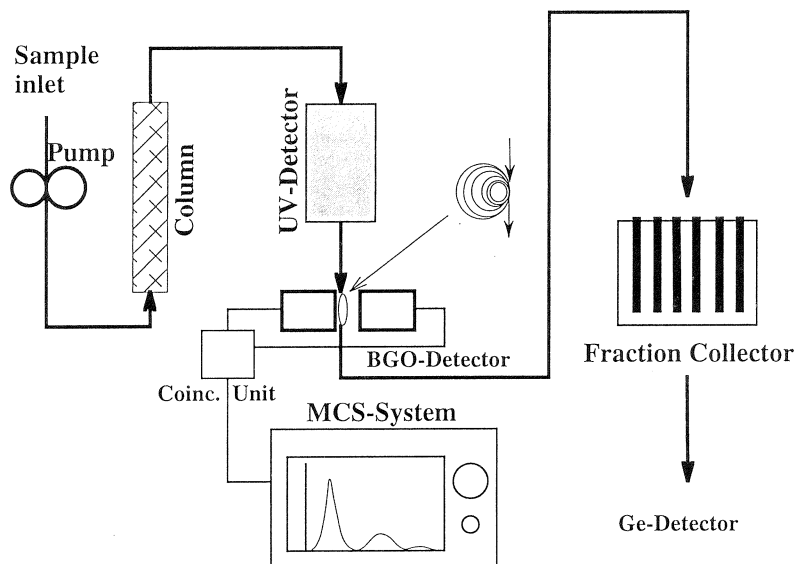 Sample
inlet
Pump
Column
UV-Detector
BGO-Detector
Coinc. Unit
MCS-System
Fraction Collector
Ge-Detector